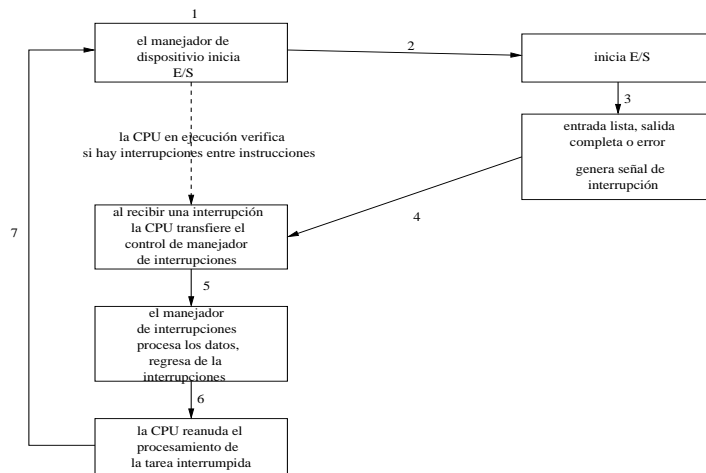 1
el manejador de
dispositivo inicia
E/S
2
inicia E/S
3
la CPU en ejecución verifica
si hay interrupciones entre instrucciones
entrada lista, salida
completa o error
genera señal de
interrupción
al recibir una interrupción
la CPU transfiere el
control de manejador
de interrupciones
4
7
5
el manejador
de interrupciones
procesa los datos,
regresa de la
interrupciones
6
la CPU reanuda el
procesamiento de
la tarea interrumpida